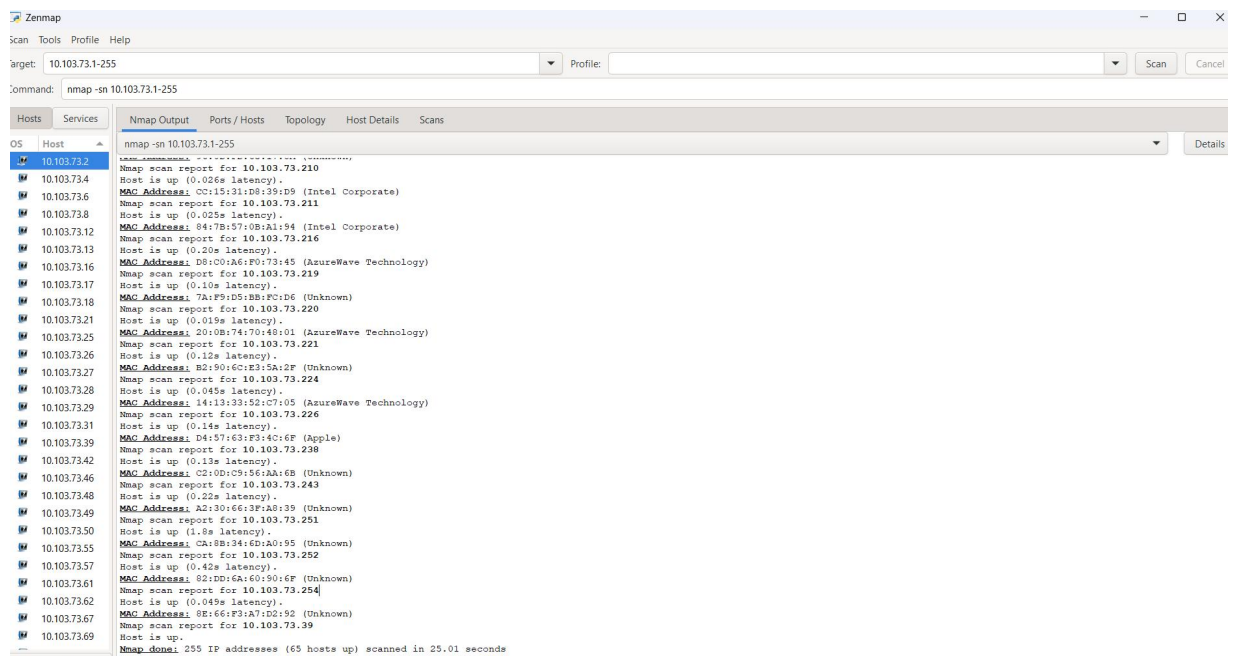 Zenmap
Scan Tools Profile Help
Target: 10.103.73.1-255 Profile: Scan Cancel
Command: nmap -sn 10.103.73.1-255
Hosts Services
Nmap Output Ports / Hosts Topology Host Details Scans
OS Host
nmap -sn 10.103.73.1-255 Details
10.103.73.2
10.103.73.4
10.103.73.6
10.103.73.8
10.103.73.12
10.103.73.13
10.103.73.16
10.103.73.17
10.103.73.18
10.103.73.21
10.103.73.25
10.103.73.26
10.103.73.27
10.103.73.28
10.103.73.29
10.103.73.31
10.103.73.39
10.103.73.42
10.103.73.46
10.103.73.48
10.103.73.49
10.103.73.50
10.103.73.55
10.103.73.57
10.103.73.61
10.103.73.62
10.103.73.67
10.103.73.69
Nmap scan report for 10.103.73.210
Host is up (0.026s latency).
MAC Address: CC:15:31:D8:39:D9 (Intel Corporate)
Nmap scan report for 10.103.73.211
Host is up (0.025s latency).
MAC Address: 84:7B:57:0B:A1:94 (Intel Corporate)
Nmap scan report for 10.103.73.216
Host is up (0.20s latency).
MAC Address: D8:C0:A6:F0:73:45 (AzureWave Technology)
Nmap scan report for 10.103.73.219
Host is up (0.10s latency).
MAC Address: 7A:F9:D5:BB:FC:D6 (Unknown)
Nmap scan report for 10.103.73.220
Host is up (0.019s latency).
MAC Address: 20:0B:74:70:48:01 (AzureWave Technology)
Nmap scan report for 10.103.73.221
Host is up (0.12s latency).
MAC Address: B2:90:6C:E3:5A:2F (Unknown)
Nmap scan report for 10.103.73.224
Host is up (0.045s latency).
MAC Address: 14:13:33:52:C7:05 (AzureWave Technology)
Nmap scan report for 10.103.73.226
Host is up (0.14s latency).
MAC Address: D4:57:63:F3:4C:6F (Apple)
Nmap scan report for 10.103.73.238
Host is up (0.13s latency).
MAC Address: C2:0D:C9:56:AA:6B (Unknown)
Nmap scan report for 10.103.73.243
Host is up (0.22s latency).
MAC Address: A2:30:66:3F:A8:39 (Unknown)
Nmap scan report for 10.103.73.251
Host is up (1.8s latency).
MAC Address: CA:8B:34:6D:A0:95 (Unknown)
Nmap scan report for 10.103.73.252
Host is up (0.42s latency).
MAC Address: 82:DD:6A:60:90:6F (Unknown)
Nmap scan report for 10.103.73.254
Host is up (0.049s latency).
MAC Address: 8E:66:F3:A7:D2:92 (Unknown)
Nmap scan report for 10.103.73.39
Host is up.
Nmap done: 255 IP addresses (65 hosts up) scanned in 25.01 seconds